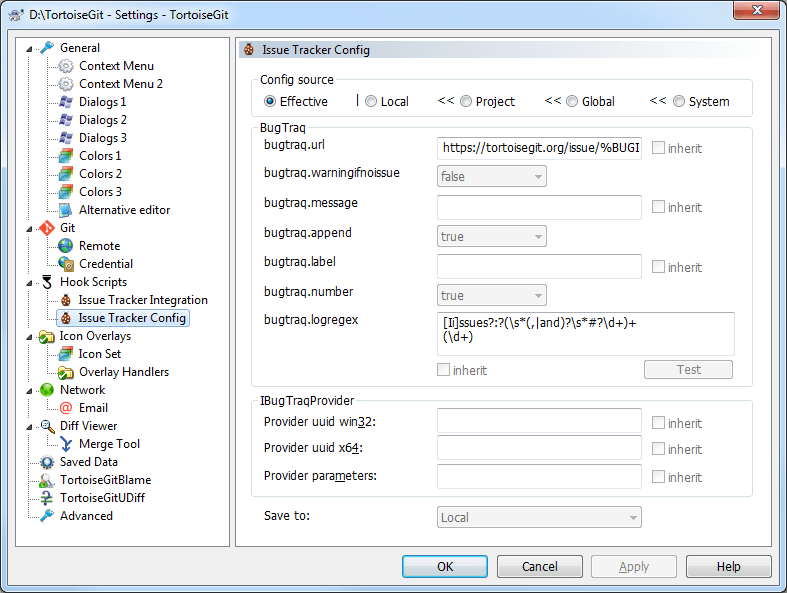 D:\TortoiseGit - Settings - TortoiseGit
General
Context Menu
Context Menu 2
Dialogs 1
Dialogs 2
Dialogs 3
Colors 1
Colors 2
Colors 3
Alternative editor
Git
Remote
Credential
Hook Scripts
Issue Tracker Integration
Issue Tracker Config
Icon Overlays
Icon Set
Overlay Handlers
Network
Email
Diff Viewer
Merge Tool
Saved Data
TortoiseGitBlame
TortoiseGitUDiff
Advanced
Issue Tracker Config
Config source
Effective | Local << Project << Global << System
BugTraq
bugtraq.url https://tortoisegit.org/issue/%BUGI inherit
bugtraq.warningifnoissue false
bugtraq.message inherit
bugtraq.append true
bugtraq.label inherit
bugtraq.number true
bugtraq.logregex [Ii]ssues?:?(\s*(,|and)?\s*#?\d+)+
(\d+)
inherit Test
IBugTraqProvider
Provider uuid win32: inherit
Provider uuid x64: inherit
Provider parameters: inherit
Save to: Local
OK Cancel Apply Help